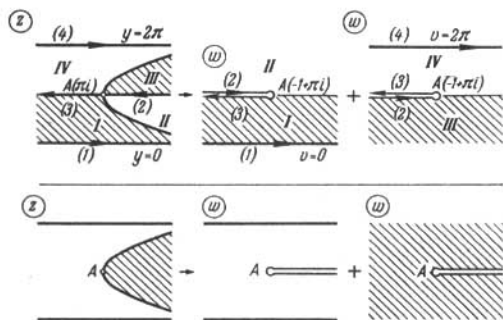 z
(4) y=2π
IV
A(πi)
III
(3)
(2)
I
II
(1)
y=0
w
II
(2)
A(-1+πi)
(3)
I
(1)
υ=0
+
w
(4) υ=2π
IV
(3)
A(-1+πi)
(2)
III
z
A
w
A
+
w
A